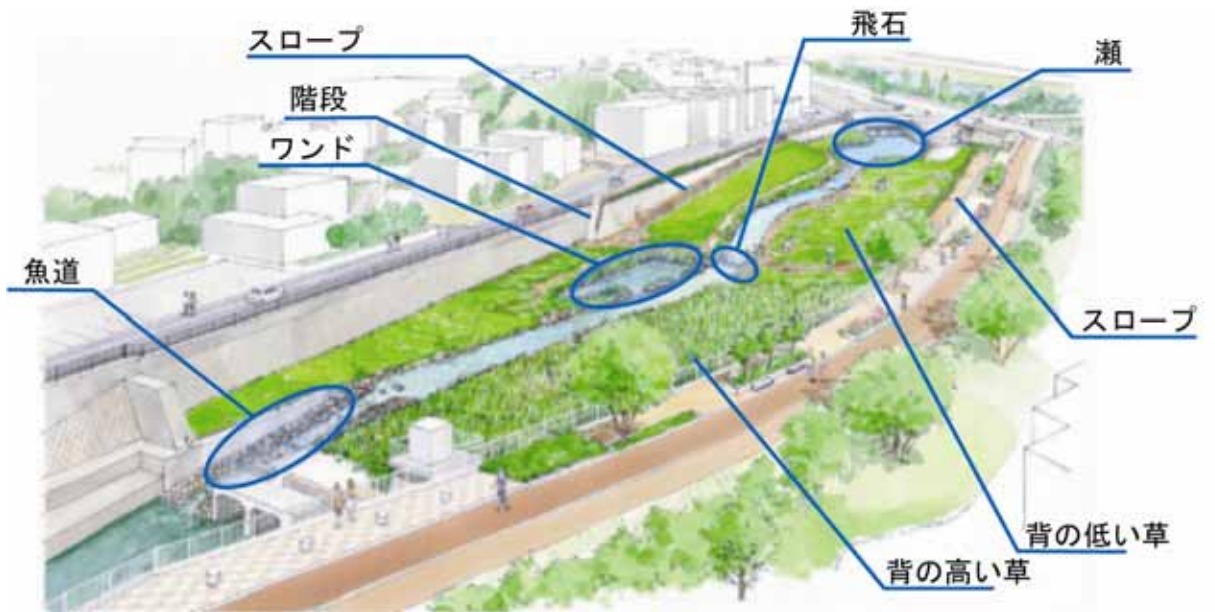 飛石
スロープ
瀬
階段
ワンド
魚道
スロープ
背の低い草
背の高い草